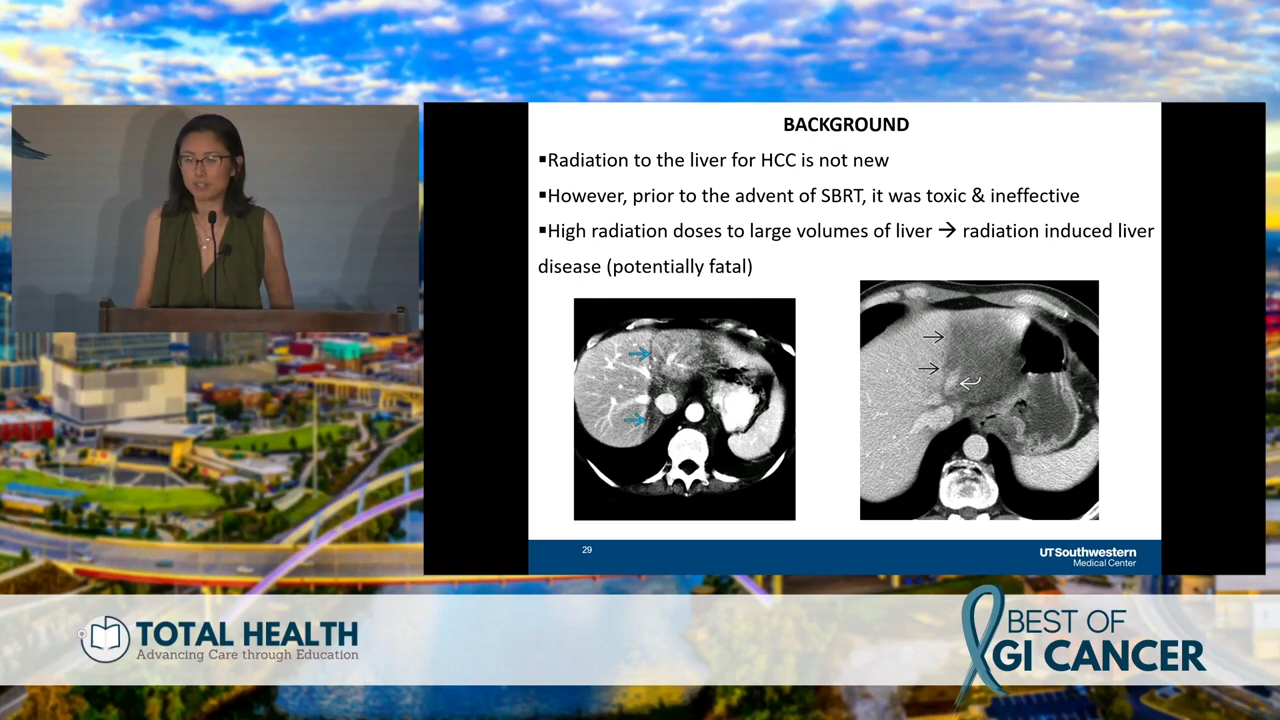 BACKGROUND
▪Radiation to the liver for HCC is not new
▪However, prior to the advent of SBRT, it was toxic & ineffective
▪High radiation doses to large volumes of liver → radiation induced liver
disease (potentially fatal)
29
UTSouthwestern
Medical Center
TOTAL HEALTH
Advancing Care through Education
BEST OF
GI CANCER